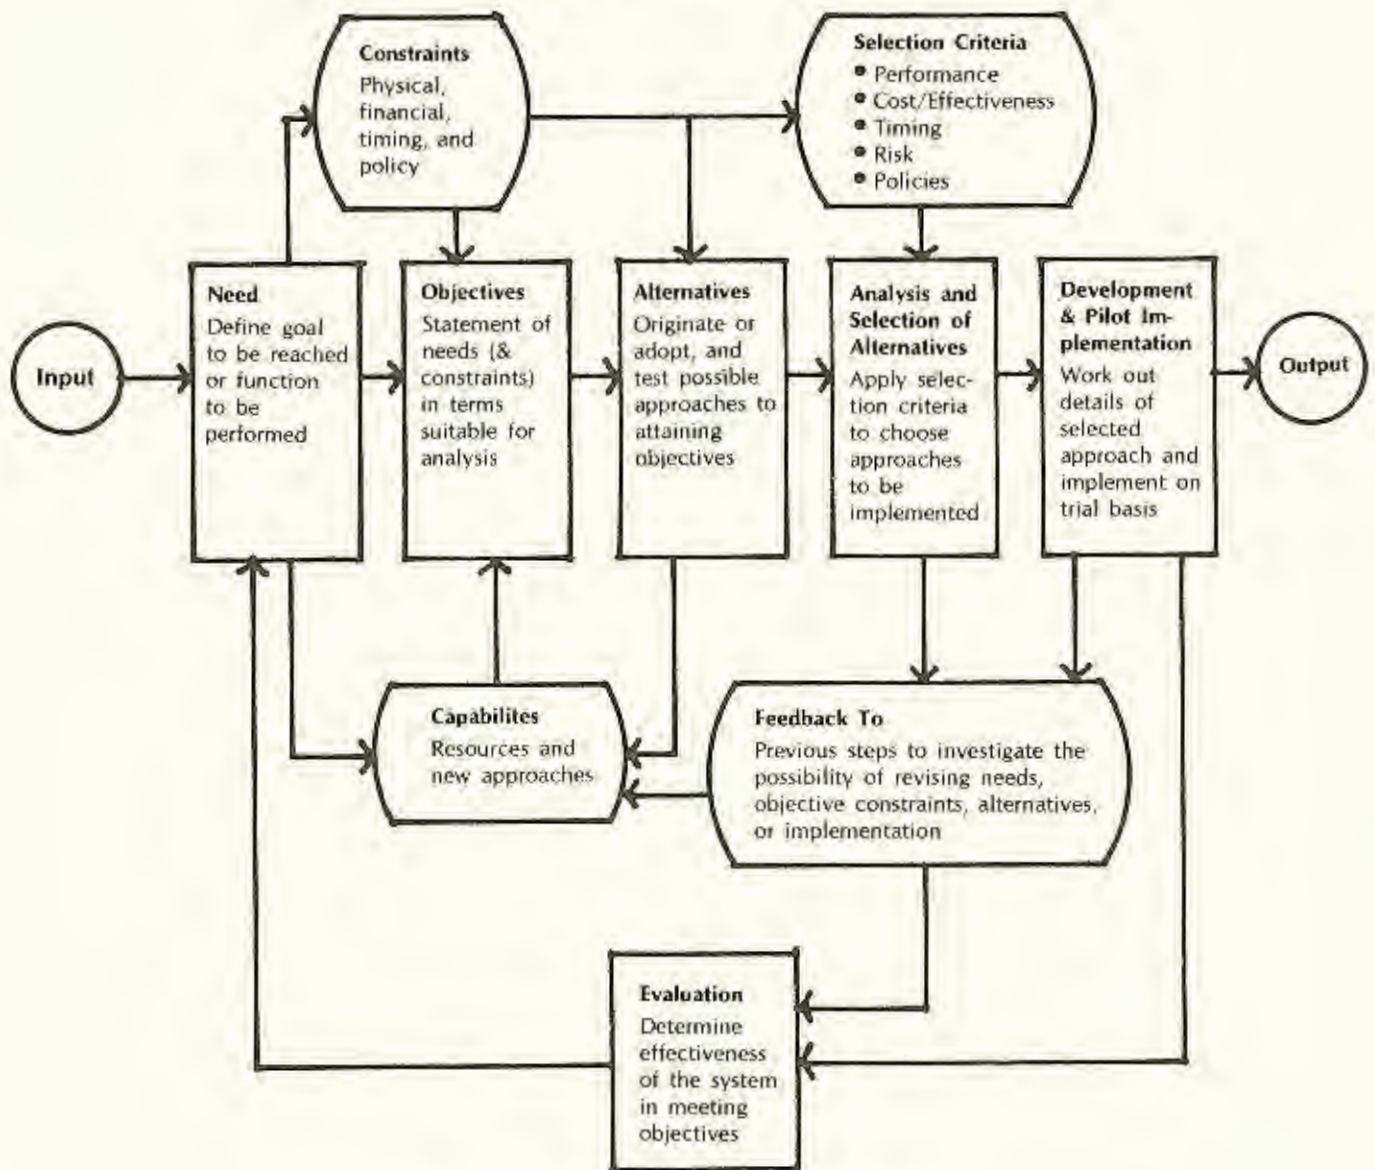 Constraints
Physical,
financial,
timing, and
policy
Selection Criteria
• Performance
• Cost/Effectiveness
• Timing
• Risk
• Policies
Input
Need
Define goal
to be reached
or function
to be
performed
Objectives
Statement of
needs (&
constraints)
in terms
suitable for
analysis
Alternatives
Originate or
adopt, and
test possible
approaches to
attaining
objectives
Analysis and
Selection of
Alternatives
Apply selec-
tion criteria
to choose
approaches
to be
implemented
Development
& Pilot Im-
plementation
Work out
details of
selected
approach and
implement on
trial basis
Output
Capabilites
Resources and
new approaches
Feedback To
Previous steps to investigate the
possibility of revising needs,
objective constraints, alternatives,
or implementation
Evaluation
Determine
effectiveness
of the system
in meeting
objectives